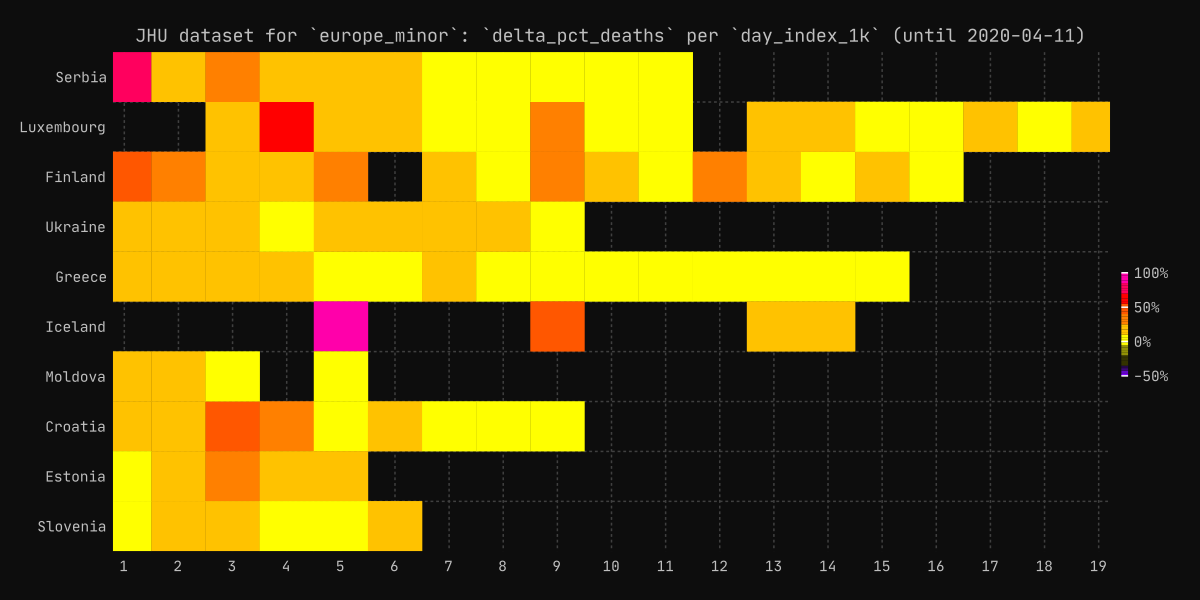 JHU dataset for `europe_minor`: `delta_pct_deaths` per `day_index_1k` (until 2020-04-11)
Serbia
Luxembourg
Finland
Ukraine
Greece
Iceland
Moldova
Croatia
Estonia
Slovenia
1 2 3 4 5 6 7 8 9 10 11 12 13 14 15 16 17 18 19
100%
50%
0%
-50%